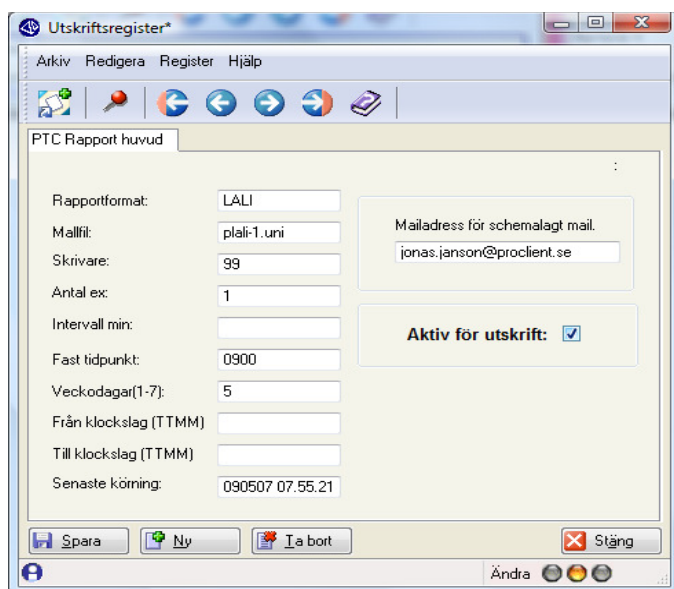 Utskriftsregister*
Arkiv Redigera Register Hjälp
PTC Rapport huvud
:
Rapportformat: LALI
Mallfil: plali-1.uni
Skrivare: 99
Antal ex: 1
Intervall min:
Fast tidpunkt: 0900
Veckodagar(1-7): 5
Från klockslag (TTMM)
Till klockslag (TTMM)
Senaste körning: 090507 07.55.21
Mailadress för schemalagt mail.
jonas.janson@proclient.se
Aktiv för utskrift:
Spara Ny Ta bort Stäng
Ändra